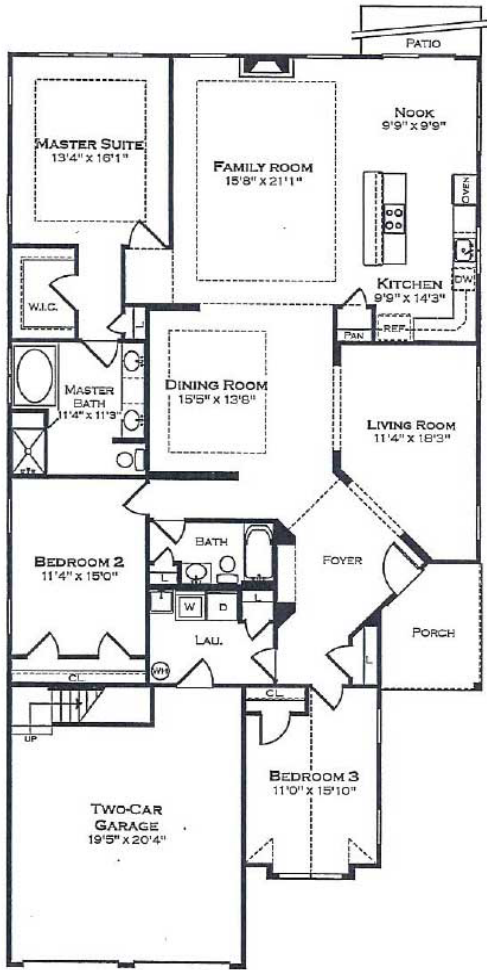 PATIO
MASTER SUITE
13'4" x 16'1"
FAMILY ROOM
15'8" x 21'1"
NOOK
9'9" x 9'9"
OVEN
DW
KITCHEN
9'9" x 14'3"
REF.
PAN
W.I.C.
L
MASTER
BATH
11'4" x 11'3"
DINING ROOM
15'5" x 13'8"
LIVING ROOM
11'4" x 18'3"
BEDROOM 2
11'4" x 15'0"
BATH
L
FOYER
T
W
D
L
LAU.
WH
PORCH
L
CL.
CL.
UP
BEDROOM 3
11'0" x 15'10"
TWO-CAR
GARAGE
19'5" x 20'4"